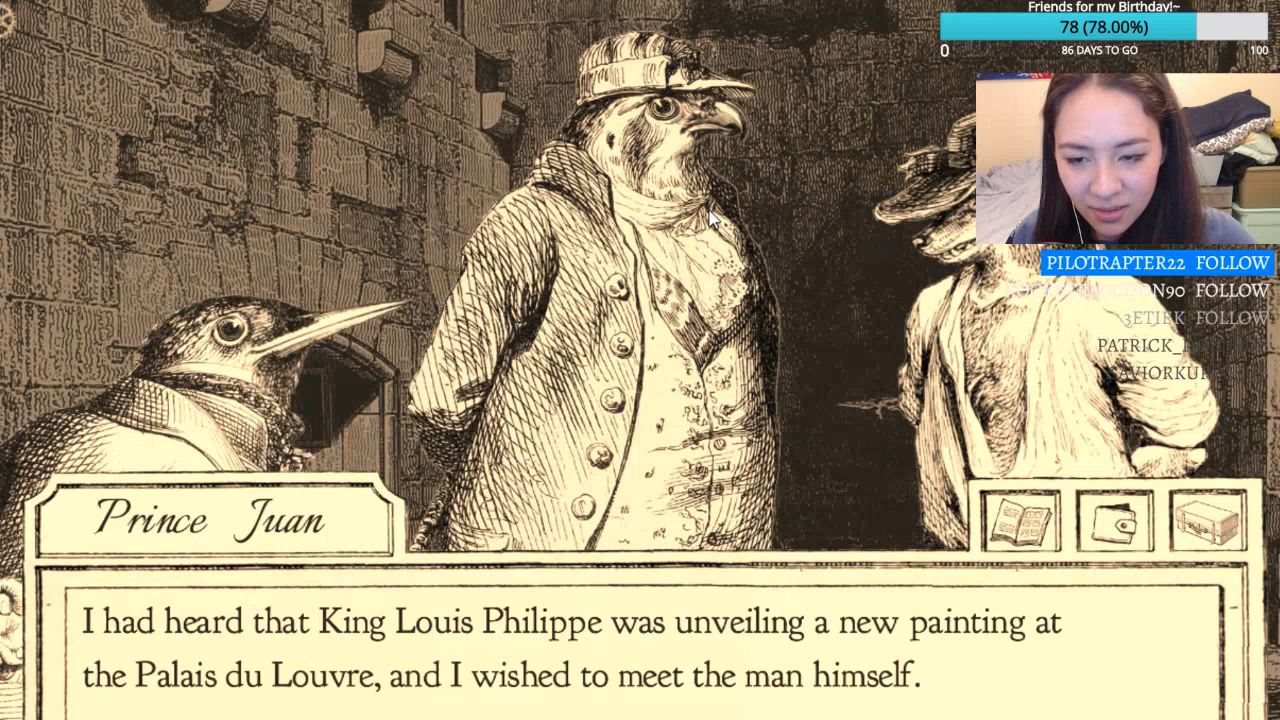 Friends for my Birthday!~
78 (78.00%)
0
86 DAYS TO GO
100
PILOTRAPTER22 FOLLOW
FOLLOW
3ETIEK FOLLOW
Prince Juan
I had heard that King Louis Philippe was unveiling a new painting at
the Palais du Louvre, and I wished to meet the man himself.